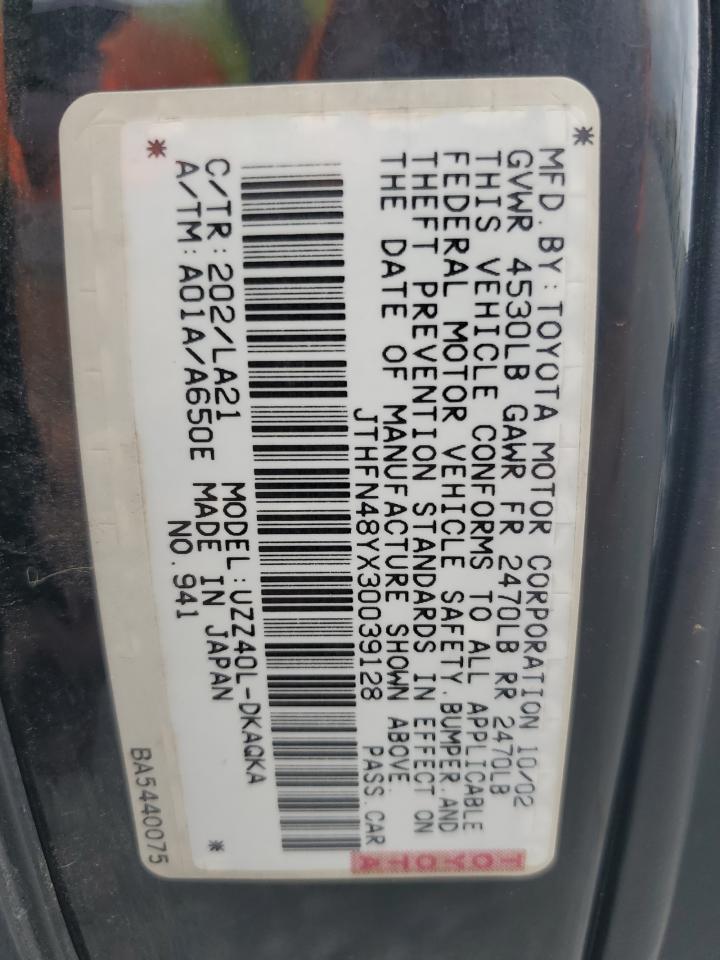 MFD. BY: TOYOTA MOTOR CORPORATION 10/02
GVWR 4530LB GAWR FR 2470LB RR 2470LB
THIS VEHICLE CONFORMS TO ALL APPLICABLE
FEDERAL MOTOR VEHICLE SAFETY, BUMPER, AND
THEFT PREVENTION STANDARDS IN EFFECT ON
THE DATE OF MANUFACTURE SHOWN ABOVE.
JTHFN48YX30039128 PASS. CAR
TOYOTA
C/TR: 202/LA21 MODEL: UZZ40L-DKAQKA
A/TM: A01A/A650E MADE IN JAPAN
NO. 941
BA5440075